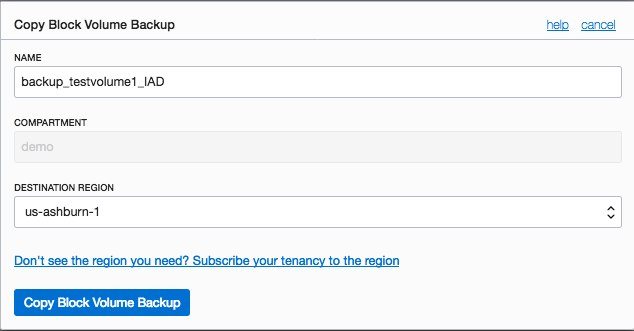 Copy Block Volume Backup help cancel
NAME
backup_testvolume1_IAD
COMPARTMENT
demo
DESTINATION REGION
us-ashburn-1
Don't see the region you need? Subscribe your tenancy to the region
Copy Block Volume Backup